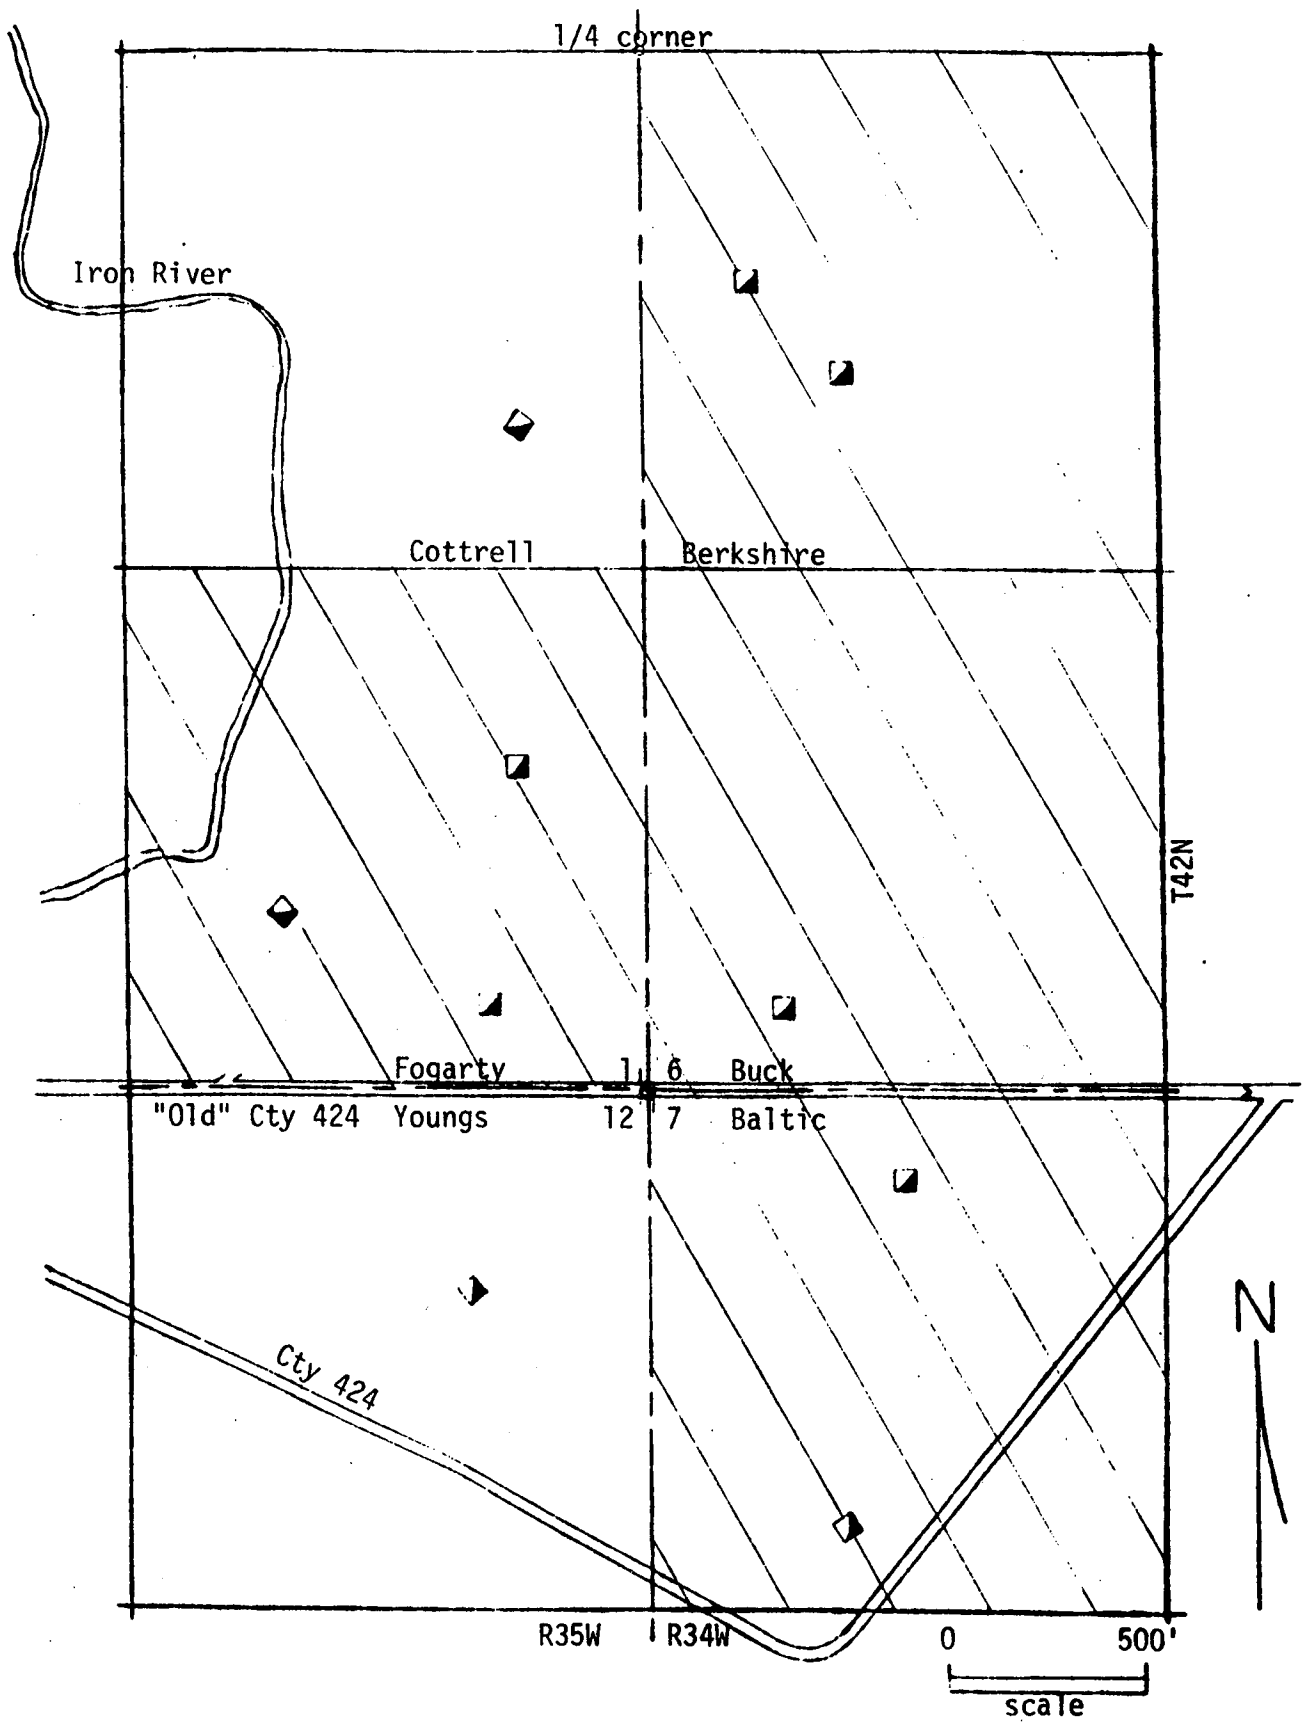 1/4 corner
Iron River
Cottrell Berkshire
T42N
Fogarty 1 6 Buck
"Old" Cty 424 Youngs 12 7 Baltic
N
Cty 424
R35W R34W 0 500'
scale